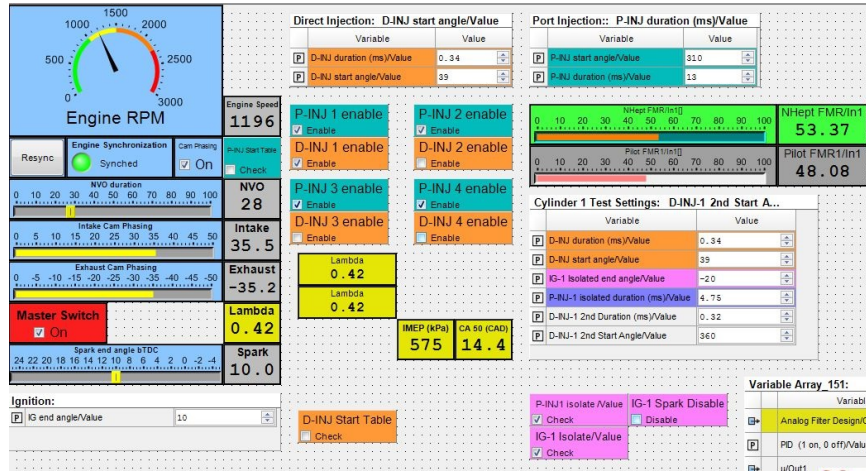 Direct Injection: D-INJ start angle/Value
Variable Value
P D-INJ duration (ms)/Value 0.34
P D-INJ start angle/Value 39
Port Injection:: P-INJ duration (ms)/Value
Variable Value
P P-INJ start angle/Value 310
P P-INJ duration (ms)/Value 13
0 500 1000 1500 2000 2500 3000
Engine RPM
Engine Speed
1196
Resync
Engine Synchronization
Synched
Cam Phasing
On
P-INJ Start Table
Check
NVO duration
0 10 20 30 40 50 60 70 80 90 100
NVO
28
Intake Cam Phasing
0 5 10 15 20 25 30 35 40 45 50
Intake
35.5
Exhaust Cam Phasing
0 -5 -10 -15 -20 -25 -30 -35 -40 -45 -50
Exhaust
-35.2
Master Switch
On
Lambda
0.42
Spark end angle bTDC
24 22 20 18 16 14 12 10 8 6 4 2 0 -2 -4
Spark
10.0
Ignition:
P IG end angle/Value 10
P-INJ 1 enable
Enable
P-INJ 2 enable
Enable
D-INJ 1 enable
Enable
D-INJ 2 enable
Enable
P-INJ 3 enable
Enable
P-INJ 4 enable
Enable
D-INJ 3 enable
Enable
D-INJ 4 enable
Enable
Lambda
0.42
Lambda
0.42
IMEP (kPa)
575
CA 50 (CAD)
14.4
D-INJ Start Table
Check
NHept FMR/In1[]
0 10 20 30 40 50 60 70 80 90 100
NHept FMR/In1
53.37
Pilot FMR1/In1[]
0 10 20 30 40 50 60 70 80 90 100
Pilot FMR1/In1
48.08
Cylinder 1 Test Settings: D-INJ-1 2nd Start A...
Variable Value
P D-INJ duration (ms)/Value 0.34
P D-INJ start angle/Value 39
P IG-1 Isolated end angle/Value -20
P P-INJ-1 isolated duration (ms)/Value 4.75
P D-INJ-1 2nd Duration (ms)/Value 0.32
P D-INJ-1 2nd Start Angle/Value 360
P-INJ1 isolate /Value
Check
IG-1 Spark Disable
Disable
IG-1 Isolate/Value
Check
Variable Array_151:
Variabl
Analog Filter Design/O
P PID (1 on, 0 off)/Valu
u/Out1